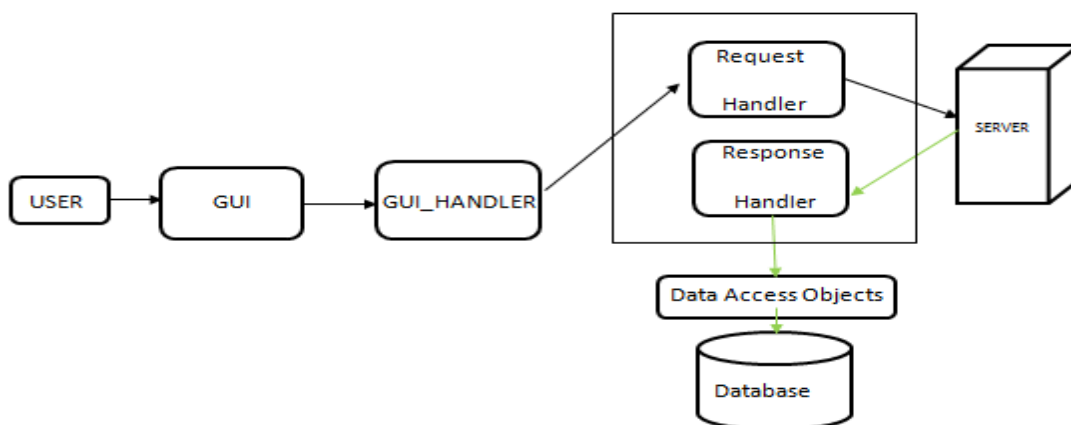 Request
Handler
SERVER
Response
Handler
USER
GUI
GUI_HANDLER
Data Access Objects
Database